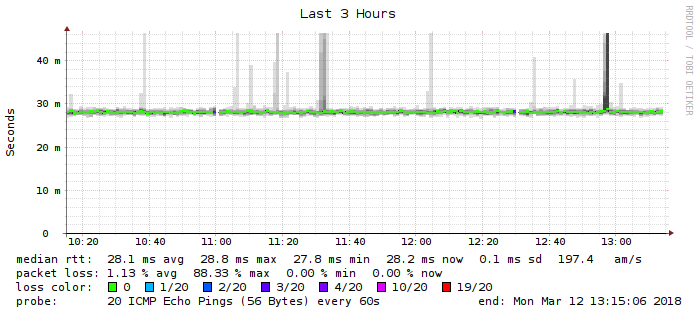 Last 3 Hours
RRDTOOL / TOBI OETIKER
Seconds
40 m
30 m
20 m
10 m
0
10:20 10:40 11:00 11:20 11:40 12:00 12:20 12:40 13:00
median rtt: 28.1 ms avg 28.8 ms max 27.8 ms min 28.2 ms now 0.1 ms sd 197.4 am/s
packet loss: 1.13 % avg 88.33 % max 0.00 % min 0.00 % now
loss color: 0 1/20 2/20 3/20 4/20 10/20 19/20
probe: 20 ICMP Echo Pings (56 Bytes) every 60s end: Mon Mar 12 13:15:06 2018